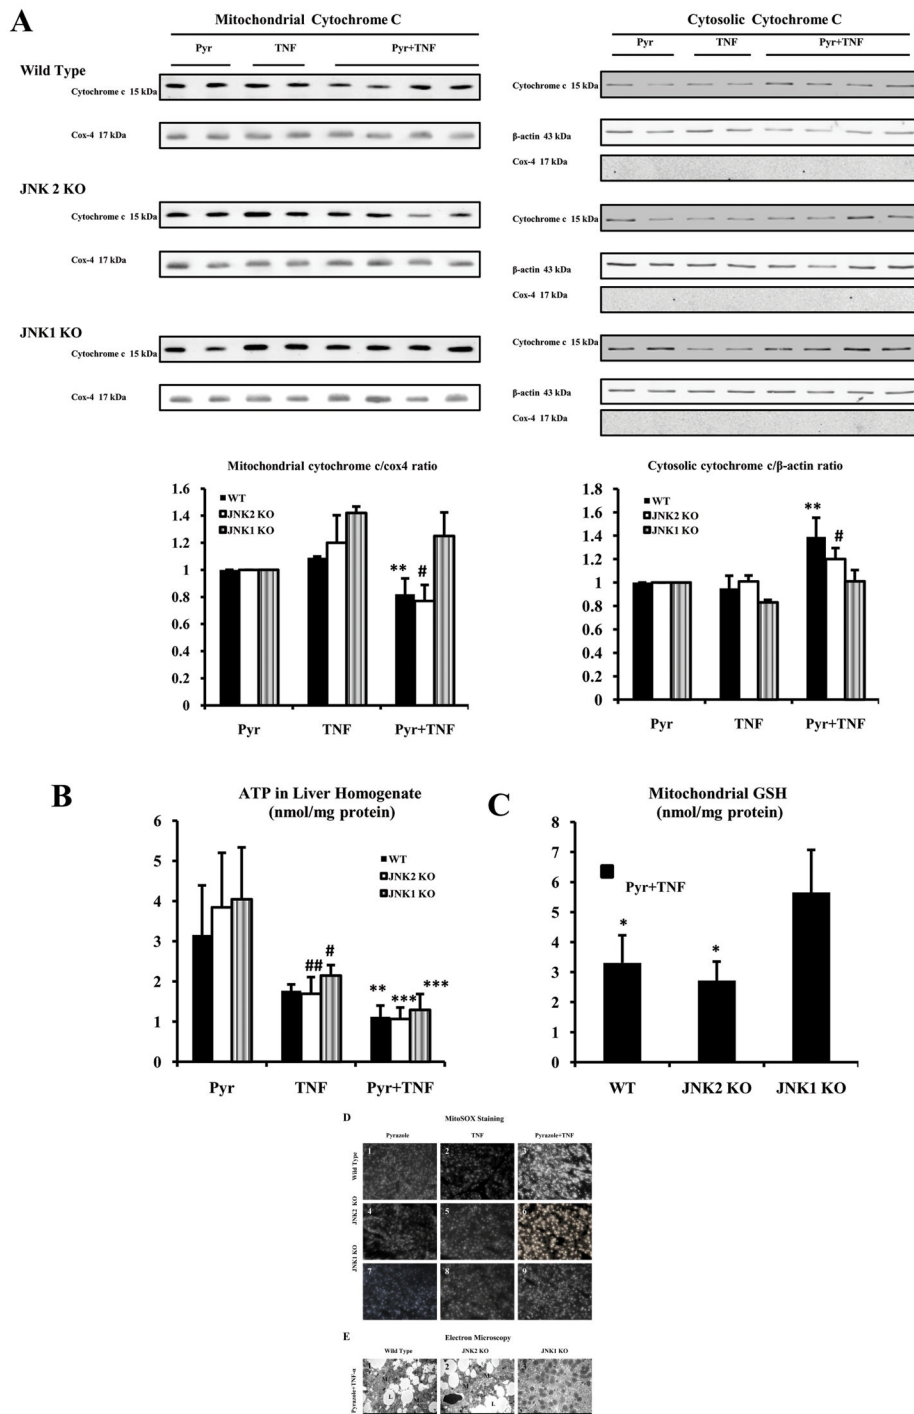 A
Mitochondrial Cytochrome C
Pyr TNF Pyr+TNF
Wild Type
Cytochrome c 15 kDa
Cox-4 17 kDa
JNK 2 KO
Cytochrome c 15 kDa
Cox-4 17 kDa
JNK1 KO
Cytochrome c 15 kDa
Cox-4 17 kDa
Cytosolic Cytochrome C
Pyr TNF Pyr+TNF
Cytochrome c 15 kDa
β-actin 43 kDa
Cox-4 17 kDa
Cytochrome c 15 kDa
β-actin 43 kDa
Cox-4 17 kDa
Cytochrome c 15 kDa
β-actin 43 kDa
Cox-4 17 kDa
Mitochondrial cytochrome c/cox4 ratio
1.6
1.4
1.2
1
0.8
0.6
0.4
0.2
0
WT
JNK2 KO
JNK1 KO
** #
Pyr TNF Pyr+TNF
Cytosolic cytochrome c/β-actin ratio
1.8
1.6
1.4
1.2
1
0.8
0.6
0.4
0.2
0
WT
JNK2 KO
JNK1 KO
**
#
Pyr TNF Pyr+TNF
B
ATP in Liver Homogenate
(nmol/mg protein)
6
5
4
3
2
1
0
WT
JNK2 KO
JNK1 KO
## #
** *** ***
Pyr TNF Pyr+TNF
C
Mitochondrial GSH
(nmol/mg protein)
8
7
6
5
4
3
2
1
0
Pyr+TNF
* *
WT JNK2 KO JNK1 KO
D
MitoSOX Staining
Pyrazole TNF Pyrazole+TNF
Wild Type
1 2 3
JNK2 KO
4 5 6
JNK1 KO
7 8 9
E
Electron Microscopy
Wild Type JNK2 KO JNK1 KO
Pyrazole+TNF-α
1 2 3
M M
L M
M
L